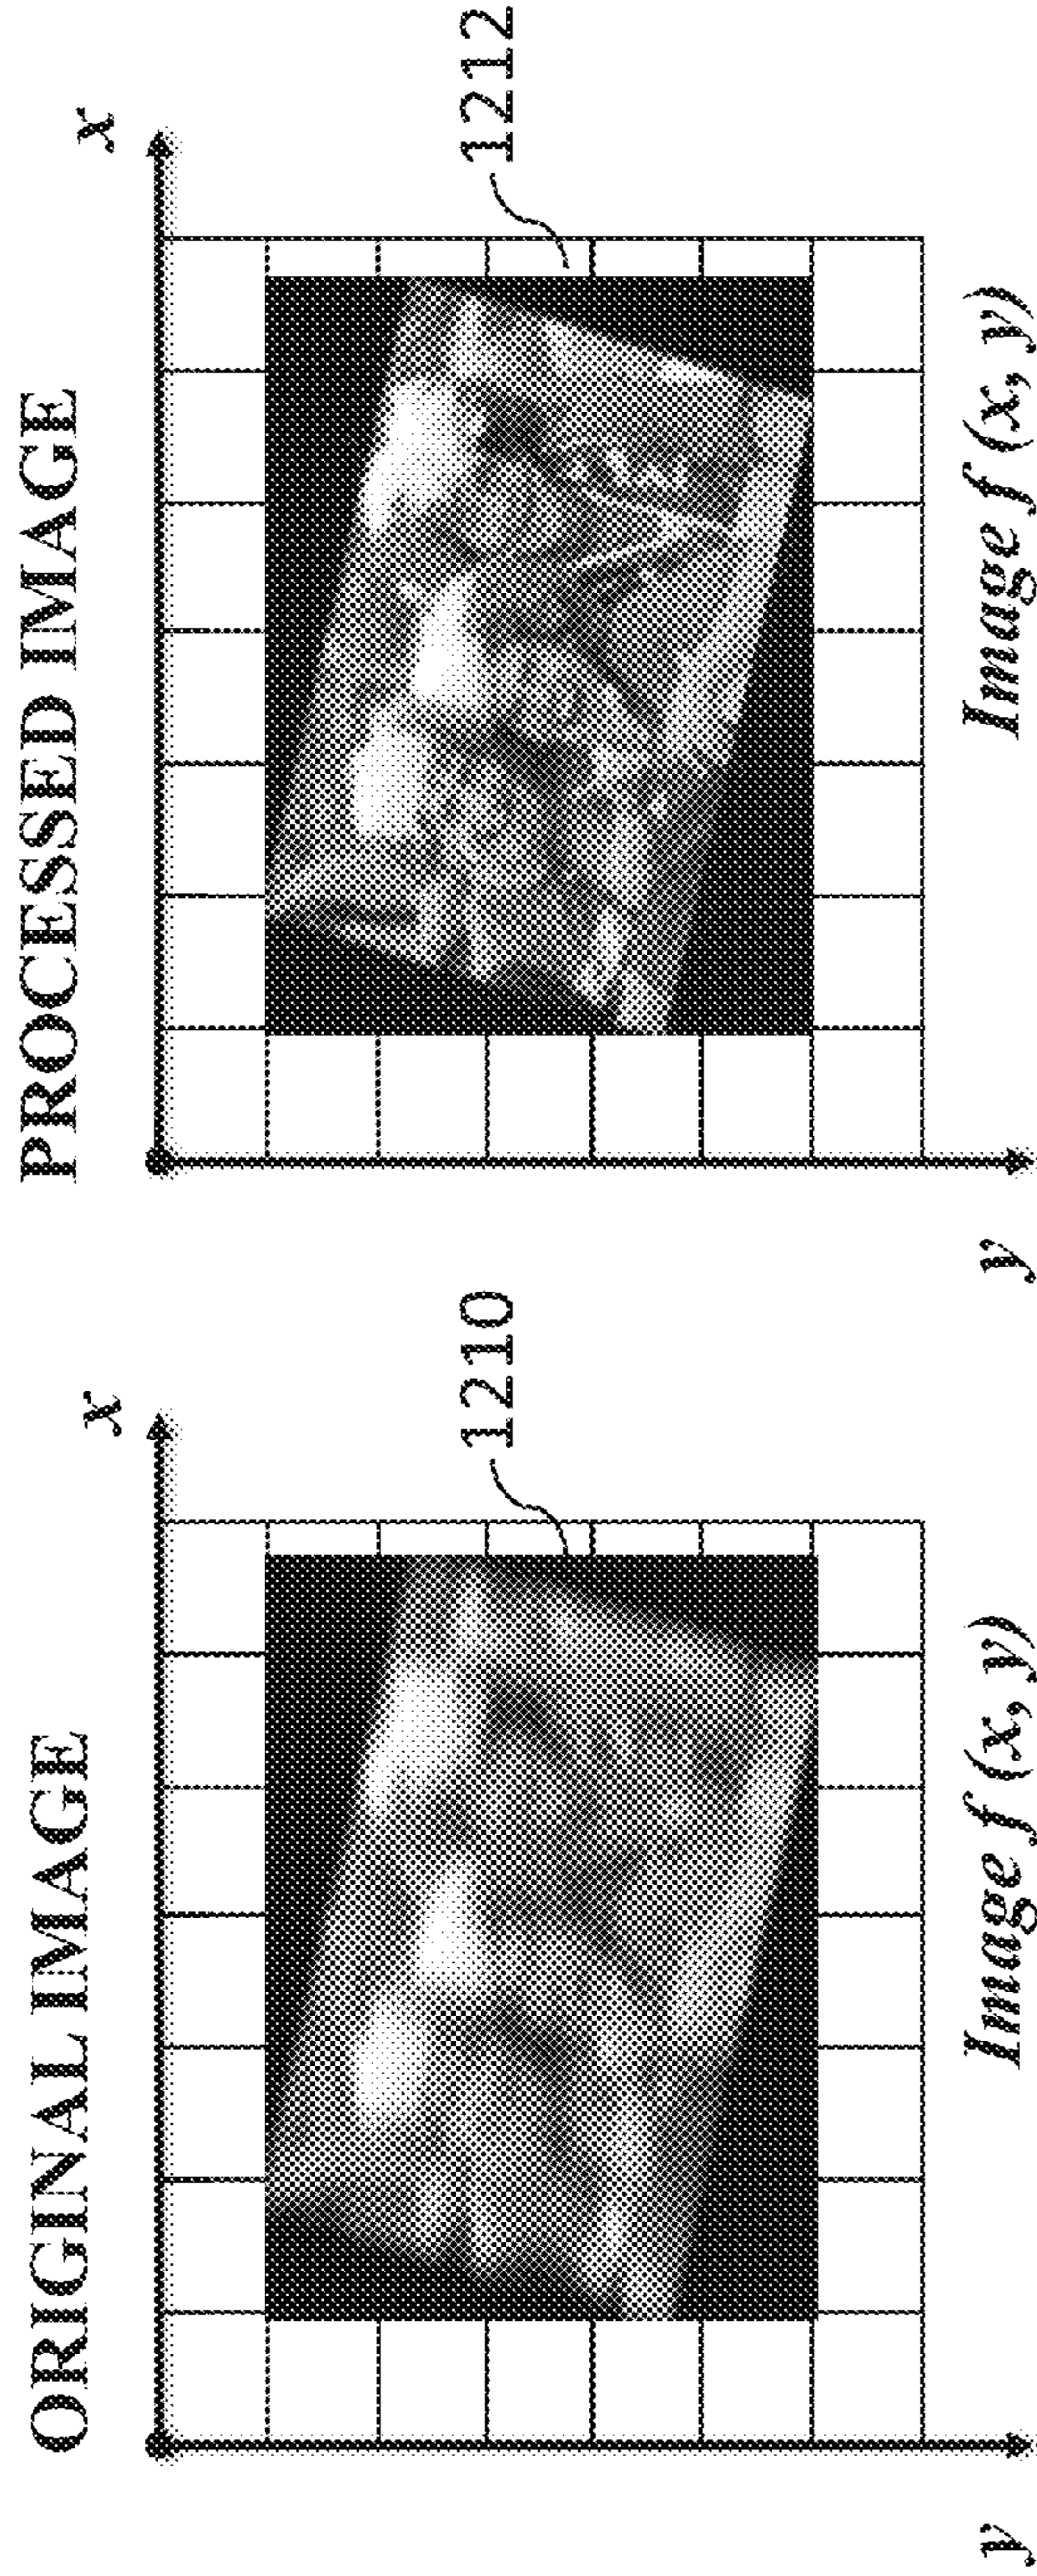 ORIGINAL IMAGE
x
1210
y
Image f (x, y)
PROCESSED IMAGE
x
1212
y
Image f (x, y)